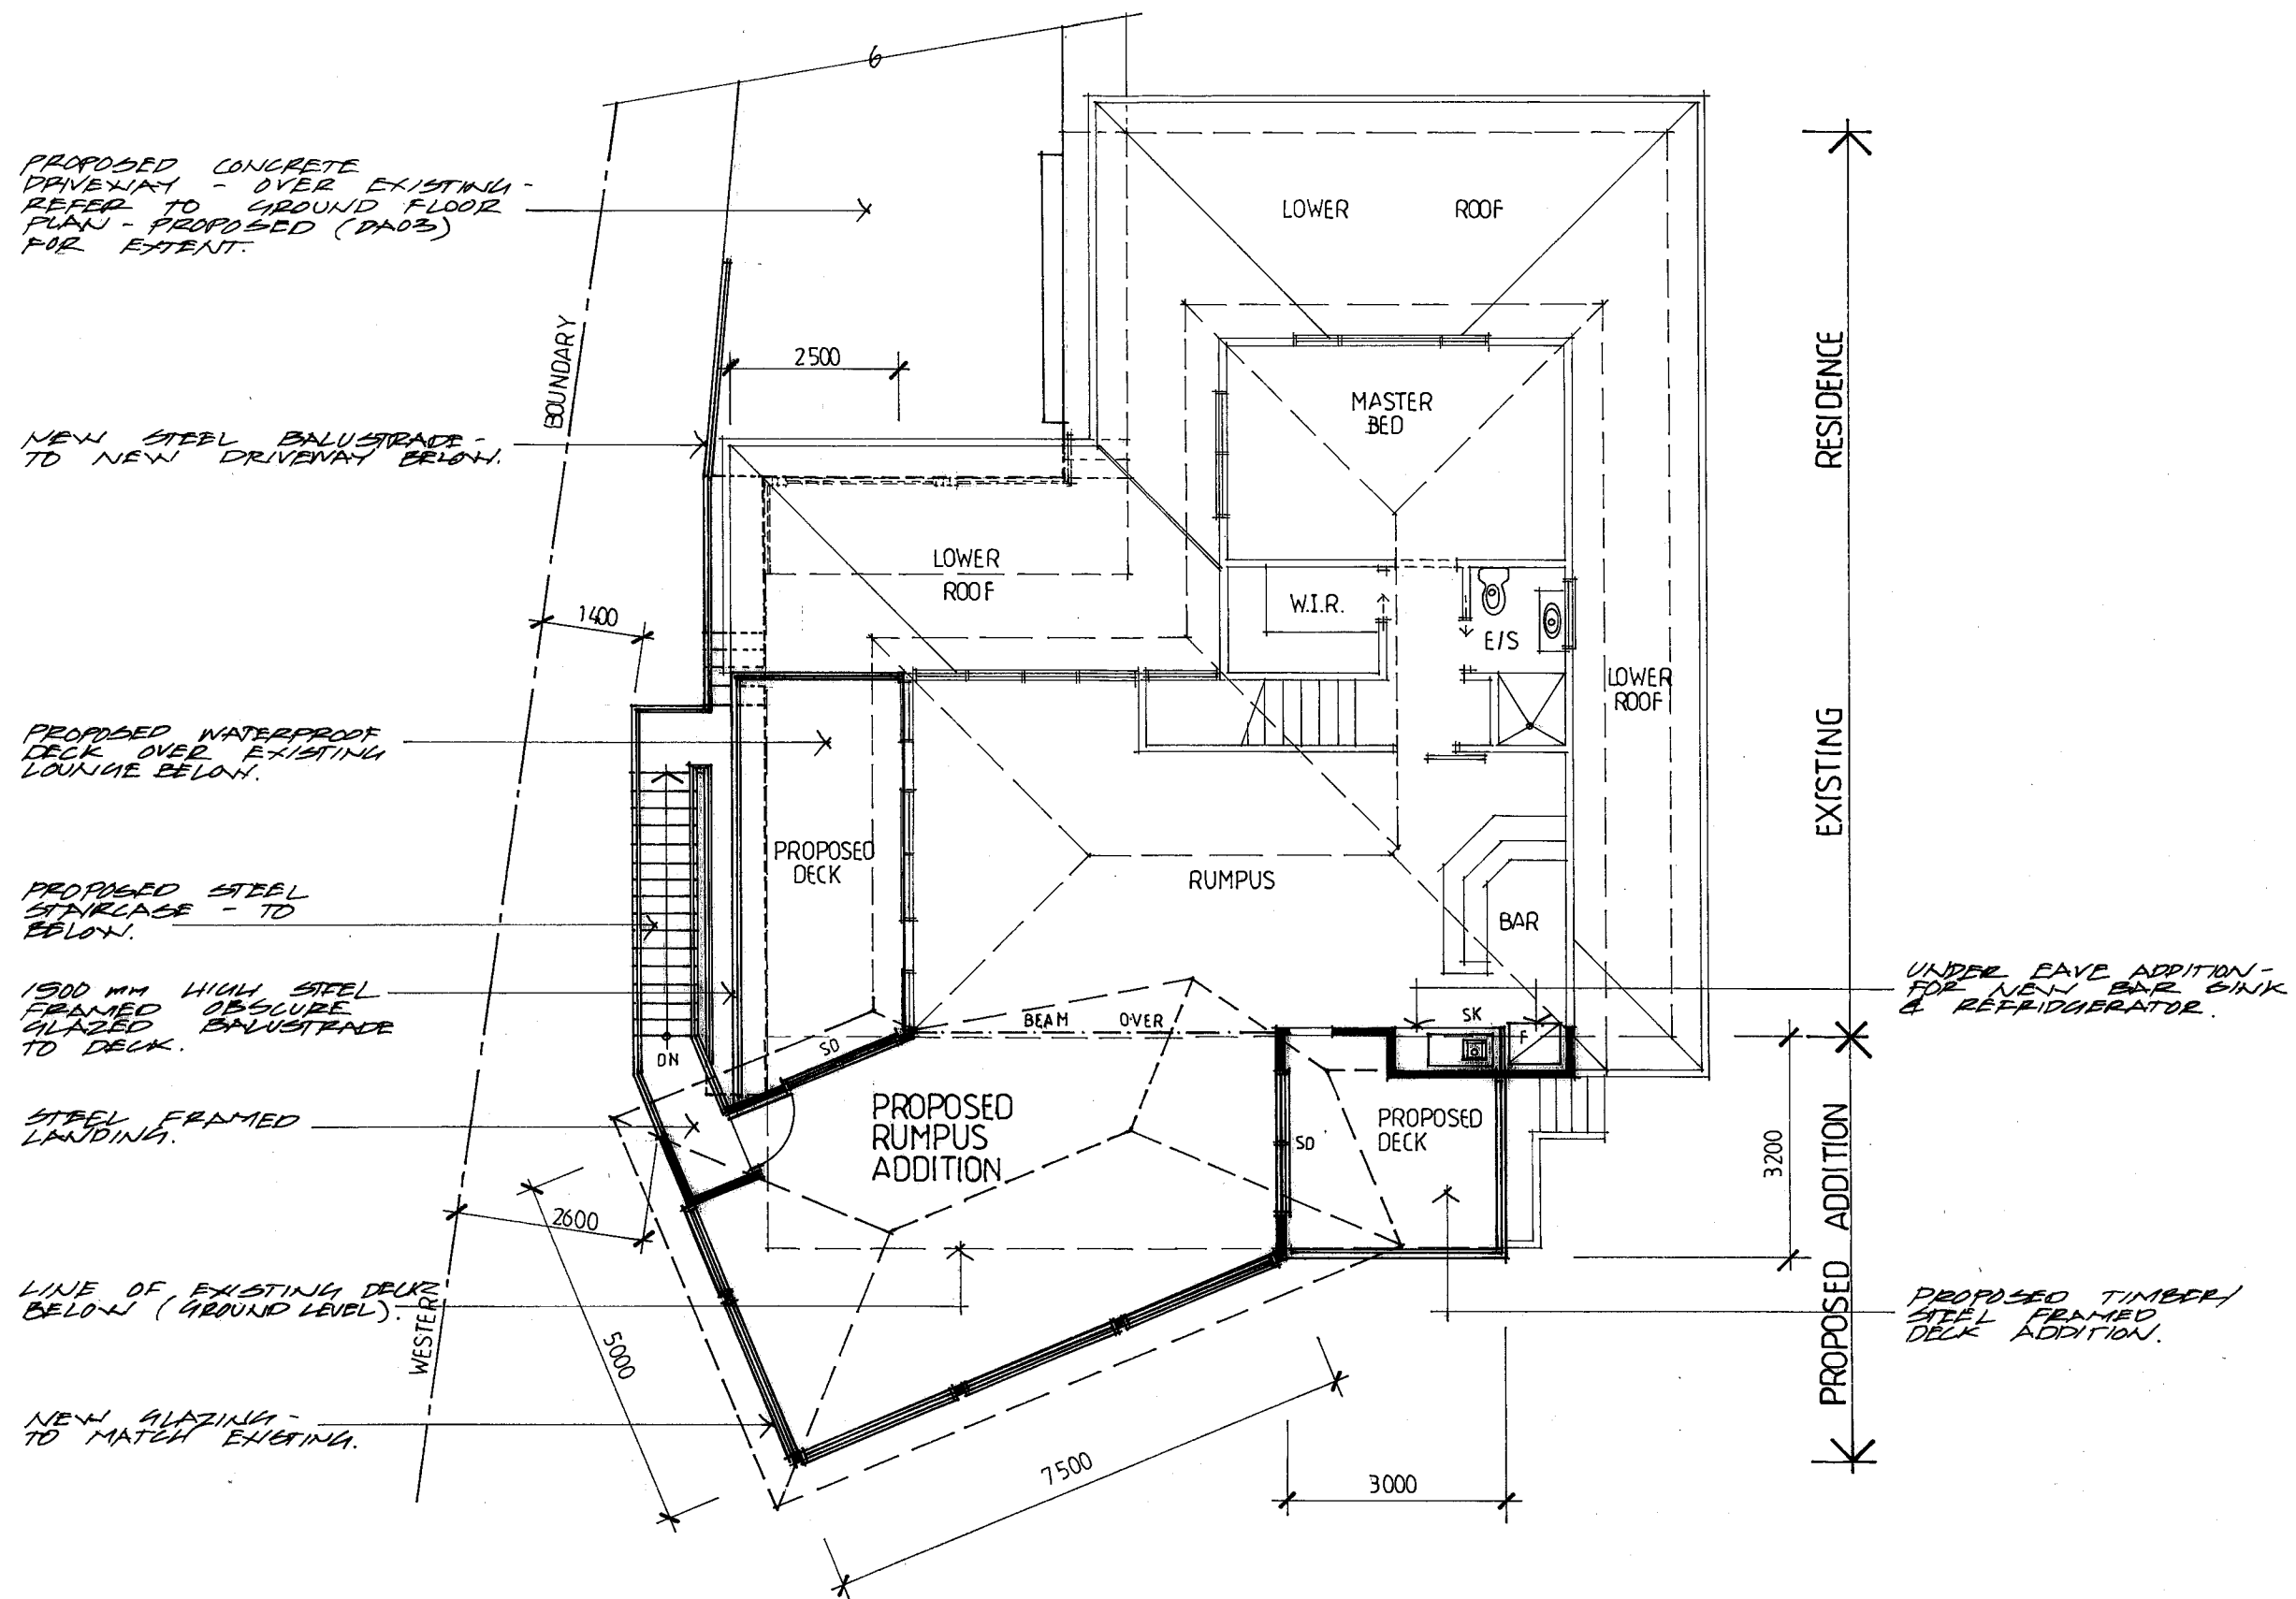 6
PROPOSED CONCRETE
DRIVEWAY - OVER EXISTING -
REFER TO GROUND FLOOR
PLAN - PROPOSED (DA03)
FOR EXTENT.
LOWER ROOF
BOUNDARY
2500
RESIDENCE
MASTER
BED
NEW STEEL BALUSTRADE -
TO NEW DRIVEWAY BELOW.
LOWER
ROOF
1400
W.I.R.
E/S
LOWER
ROOF
EXISTING
PROPOSED WATERPROOF
DECK OVER EXISTING
LOUNGE BELOW.
PROPOSED
DECK
RUMPUS
BAR
PROPOSED STEEL
STAIRCASE - TO
BELOW.
1500 mm HIGH STEEL
FRAMED OBSCURE
GLAZED BALUSTRADE
TO DECK.
UNDER EAVE ADDITION -
FOR NEW BAR SINK
& REFRIDGERATOR.
BEAM OVER
SK
F
SD
DN
PROPOSED
RUMPUS
ADDITION
PROPOSED
DECK
SD
STEEL FRAMED
LANDING.
3200
PROPOSED ADDITION
2600
LINE OF EXISTING DECK
BELOW (GROUND LEVEL).
WESTERN
5000
PROPOSED TIMBER/
STEEL FRAMED
DECK ADDITION.
NEW GLAZING -
TO MATCH EXISTING.
7500
3000